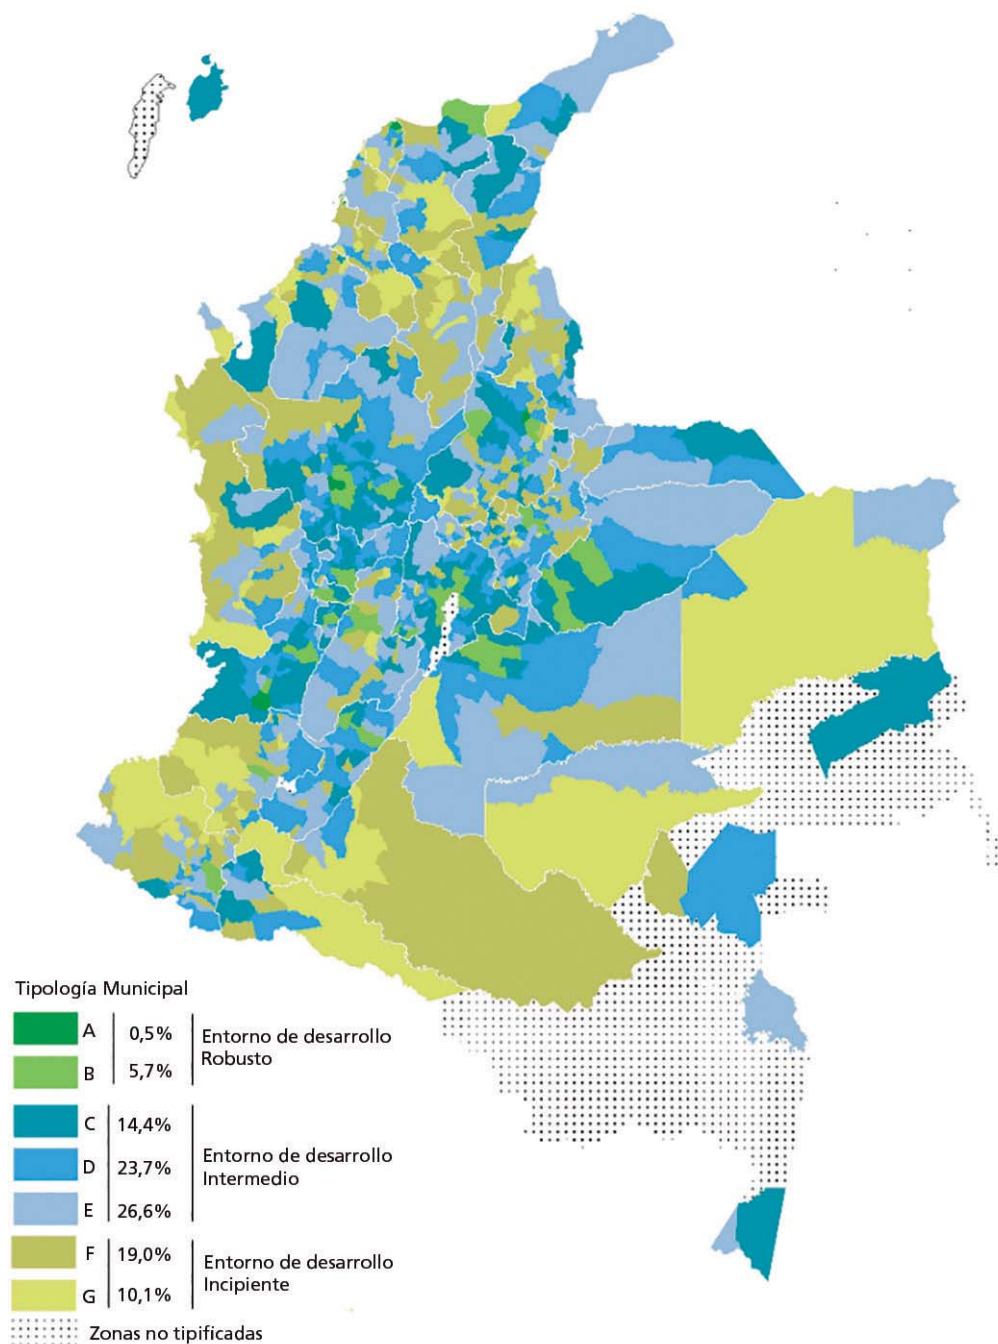 Tipología Municipal
A 0,5% Entorno de desarrollo
B 5,7% Robusto
C 14,4%
D 23,7% Entorno de desarrollo
Intermedio
E 26,6%
F 19,0% Entorno de desarrollo
G 10,1% Incipiente
Zonas no tipificadas